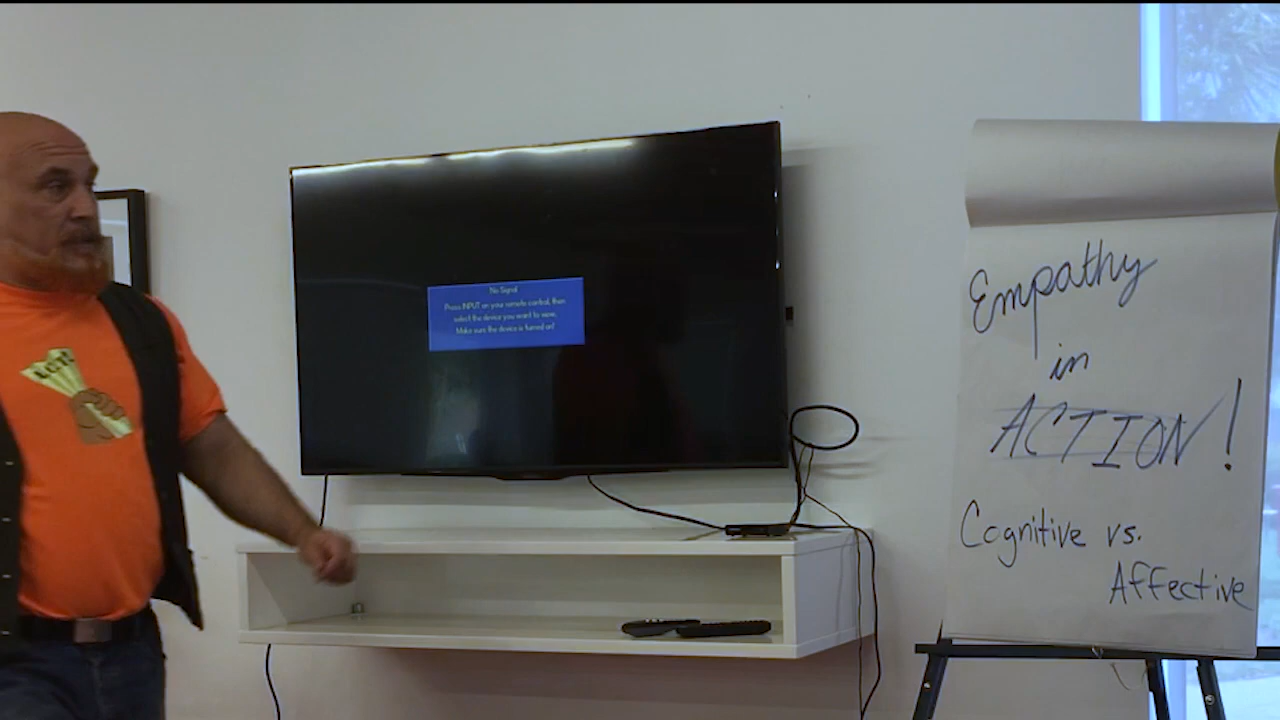 No Signal
Press INPUT on your remote control, then
select the device you want to view.
Make sure the device is turned on!
Empathy
in
ACTION!
Cognitive vs.
Affective